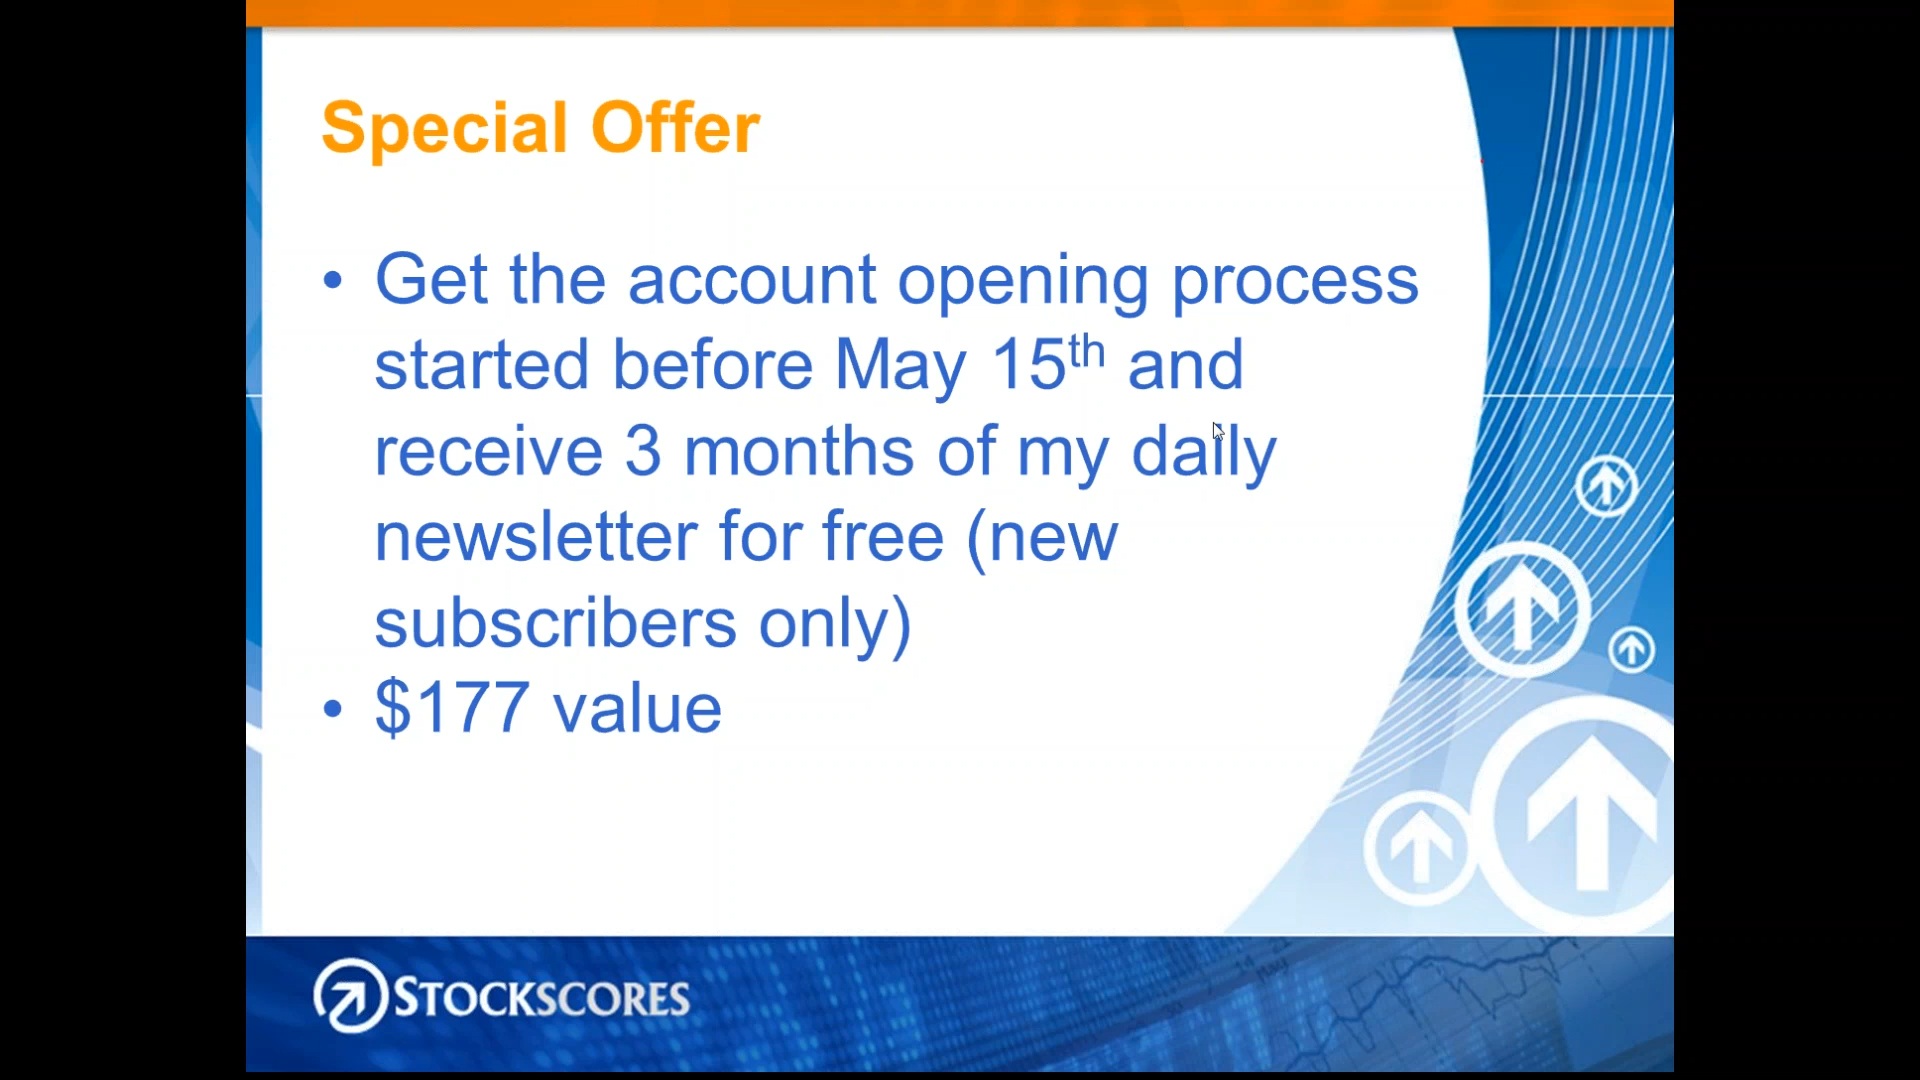 Special Offer
• Get the account opening process
started before May 15th and
receive 3 months of my daily
newsletter for free (new
subscribers only)
• $177 value
STOCKSCORES